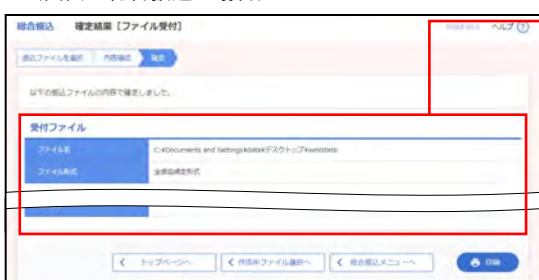 総合振込 確定結果［ファイル受付］
ヘルプ
振込ファイルを選択 内容確認 確定
以下の振込ファイルの内容で確定しました。
受付ファイル
ファイル名 C:¥Documents and Settings¥data¥デスクトップ¥senddata
ファイル形式 全銀協規定形式
トップページへ 作成中ファイル選択へ 総合振込メニューへ 印刷